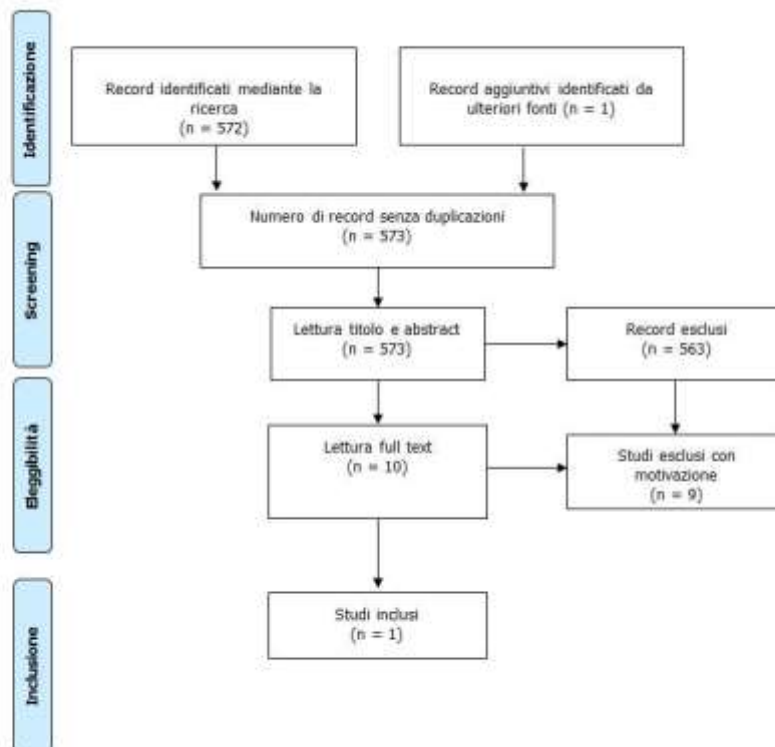 Identificazione
Record identificati mediante la
ricerca
(n = 572)
Record aggiuntivi identificati da
ulteriori fonti (n = 1)
Screening
Numero di record senza duplicazioni
(n = 573)
Lettura titolo e abstract
(n = 573)
Record esclusi
(n = 563)
Eleggibilità
Lettura full text
(n = 10)
Studi esclusi con
motivazione
(n = 9)
Inclusione
Studi inclusi
(n = 1)